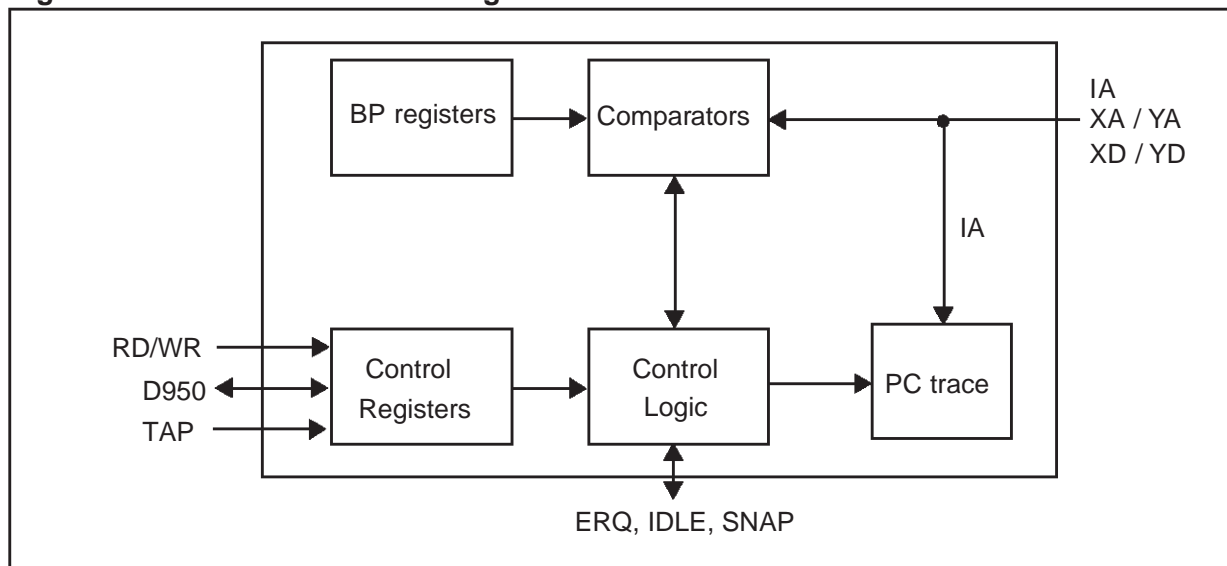 BP registers
Comparators
IA
XA / YA
XD / YD
IA
RD/WR
D950
TAP
Control
Registers
Control
Logic
PC trace
ERQ, IDLE, SNAP